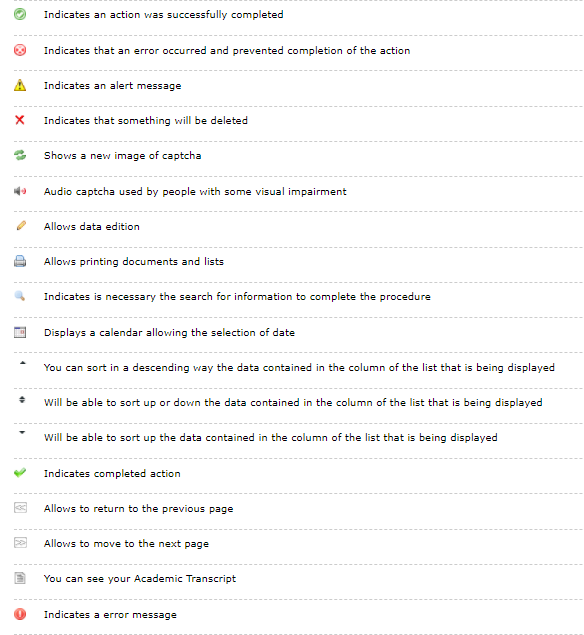 Indicates an action was successfully completed
Indicates that an error occurred and prevented completion of the action
Indicates an alert message
Indicates that something will be deleted
Shows a new image of captcha
Audio captcha used by people with some visual impairment
Allows data edition
Allows printing documents and lists
Indicates is necessary the search for information to complete the procedure
Displays a calendar allowing the selection of date
You can sort in a descending way the data contained in the column of the list that is being displayed
Will be able to sort up or down the data contained in the column of the list that is being displayed
Will be able to sort up the data contained in the column of the list that is being displayed
Indicates completed action
Allows to return to the previous page
Allows to move to the next page
You can see your Academic Transcript
Indicates a error message